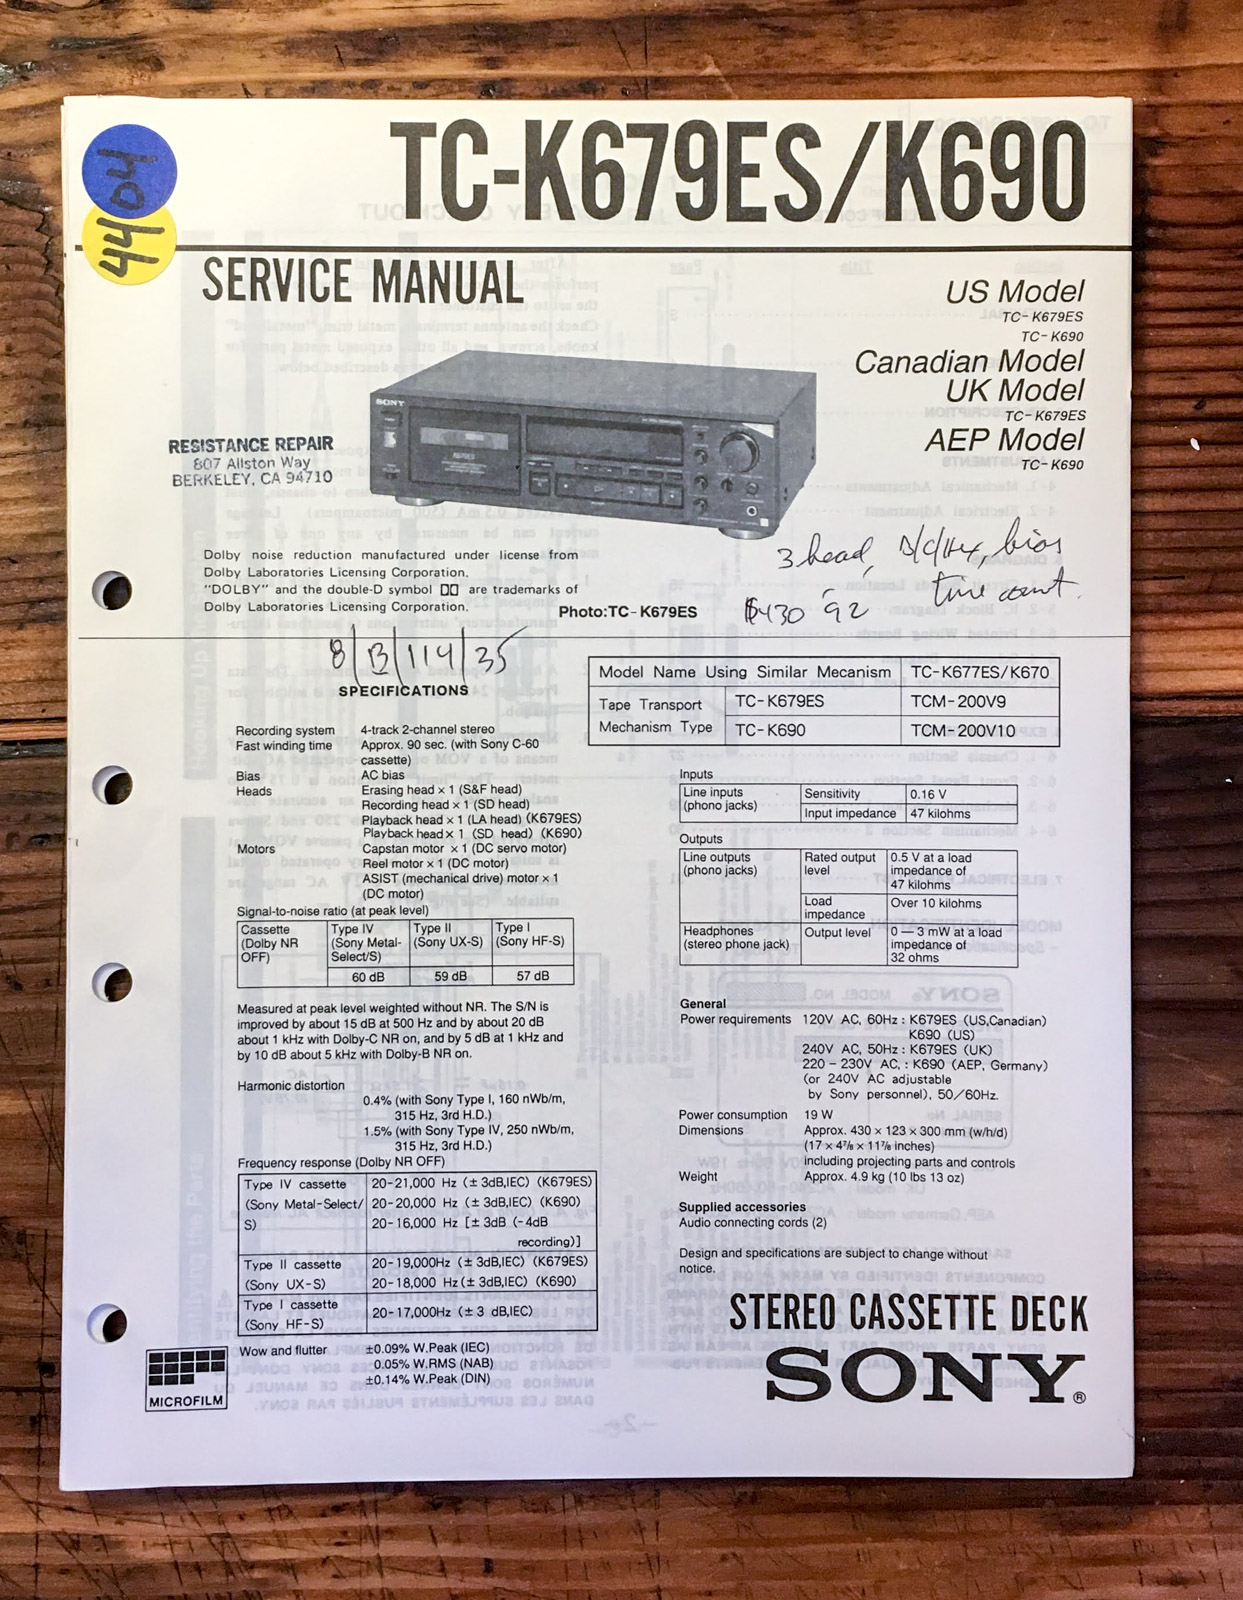 TC-K679ES/K690
04
44
SERVICE MANUAL
US Model
TC-K679ES
TC-K690
Canadian Model
UK Model
TC-K679ES
AEP Model
TC-K690
SONY
RESISTANCE REPAIR
807 Allston Way
BERKELEY, CA 94710
Dolby noise reduction manufactured under license from
Dolby Laboratories Licensing Corporation.
"DOLBY" and the double-D symbol are trademarks of
Dolby Laboratories Licensing Corporation.
Photo:TC-K679ES
3 head, bias
time count.
$430 92
8/B/114/35
SPECIFICATIONS
Model Name Using Similar Mecanism TC-K677ES/K670
Tape Transport Mechanism Type TC-K679ES TCM-200V9
TC-K690 TCM-200V10
Recording system 4-track 2-channel stereo
Fast winding time Approx. 90 sec. (with Sony C-60
cassette)
Bias AC bias
Heads Erasing head × 1 (S&F head)
Recording head × 1 (SD head)
Playback head × 1 (LA head) (K679ES)
Playback head × 1 (SD head) (K690)
Motors Capstan motor × 1 (DC servo motor)
Reel motor × 1 (DC motor)
ASIST (mechanical drive) motor × 1
(DC motor)
Signal-to-noise ratio (at peak level)
Cassette (Dolby NR OFF) Type IV (Sony Metal-Select/S) Type II (Sony UX-S) Type I (Sony HF-S)
60 dB 59 dB 57 dB
Measured at peak level weighted without NR. The S/N is
improved by about 15 dB at 500 Hz and by about 20 dB
about 1 kHz with Dolby-C NR on, and by 5 dB at 1 kHz and
by 10 dB about 5 kHz with Dolby-B NR on.
Harmonic distortion
0.4% (with Sony Type I, 160 nWb/m,
315 Hz, 3rd H.D.)
1.5% (with Sony Type IV, 250 nWb/m,
315 Hz, 3rd H.D.)
Frequency response (Dolby NR OFF)
Type IV cassette 20-21,000 Hz (± 3dB,IEC) (K679ES)
(Sony Metal-Select/ 20-20,000 Hz (± 3dB,IEC) (K690)
S) 20-16,000 Hz [± 3dB (-4dB
recording)]
Type II cassette 20-19,000Hz (± 3dB,IEC) (K679ES)
(Sony UX-S) 20-18,000 Hz (± 3dB,IEC) (K690)
Type I cassette 20-17,000Hz (± 3 dB,IEC)
(Sony HF-S)
Wow and flutter ±0.09% W.Peak (IEC)
0.05% W.RMS (NAB)
±0.14% W.Peak (DIN)
MICROFILM
Inputs
Line inputs Sensitivity 0.16 V
(phono jacks) Input impedance 47 kilohms
Outputs
Line outputs Rated output 0.5 V at a load
(phono jacks) level impedance of
47 kilohms
Load impedance Over 10 kilohms
Headphones Output level 0 — 3 mW at a load
(stereo phone jack) impedance of
32 ohms
General
Power requirements 120V AC, 60Hz : K679ES (US,Canadian)
K690 (US)
240V AC, 50Hz : K679ES (UK)
220 - 230V AC, : K690 (AEP, Germany)
(or 240V AC adjustable
by Sony personnel), 50/60Hz.
Power consumption 19 W
Dimensions Approx. 430 × 123 × 300 mm (w/h/d)
(17 × 4⅞ × 11⅞ inches)
including projecting parts and controls
Weight Approx. 4.9 kg (10 lbs 13 oz)
Supplied accessories
Audio connecting cords (2)
Design and specifications are subject to change without
notice.
STEREO CASSETTE DECK
SONY®